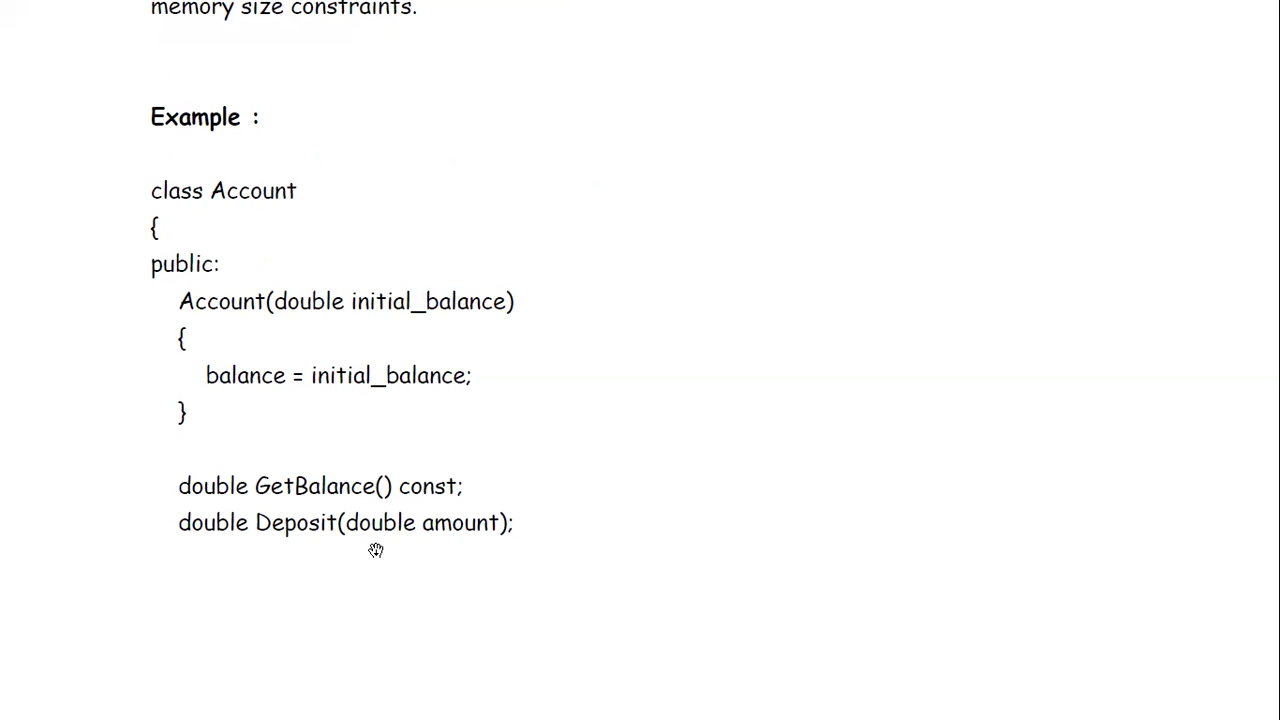 memory size constraints.
Example :
class Account
{
public:
Account(double initial_balance)
{
balance = initial_balance;
}
double GetBalance() const;
double Deposit(double amount);